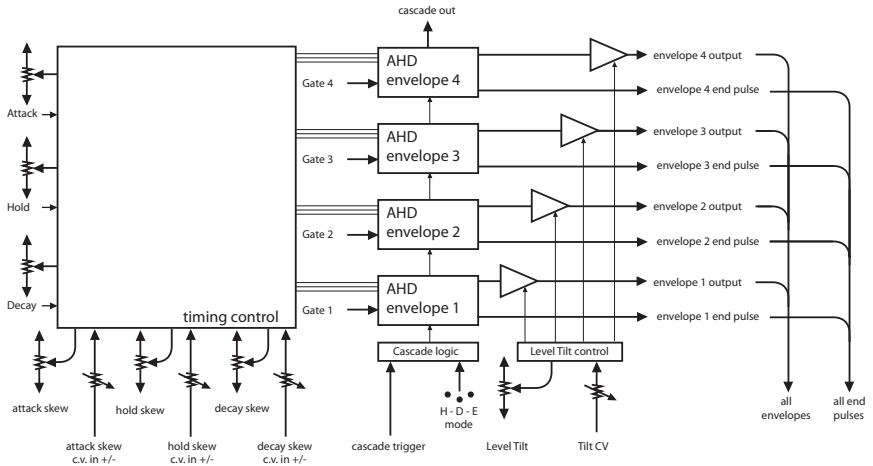 cascade out
AHD
envelope 4
Gate 4
envelope 4 output
envelope 4 end pulse
Attack
AHD
envelope 3
Gate 3
envelope 3 output
envelope 3 end pulse
Hold
AHD
envelope 2
Gate 2
envelope 2 output
envelope 2 end pulse
Decay
AHD
envelope 1
Gate 1
envelope 1 output
envelope 1 end pulse
timing control
Cascade logic
Level Tilt control
attack skew
hold skew
decay skew
H - D - E
mode
all
envelopes
all end
pulses
attack skew
c.v. in +/-
hold skew
c.v. in +/-
decay skew
c.v. in +/-
cascade trigger
Level Tilt
Tilt CV